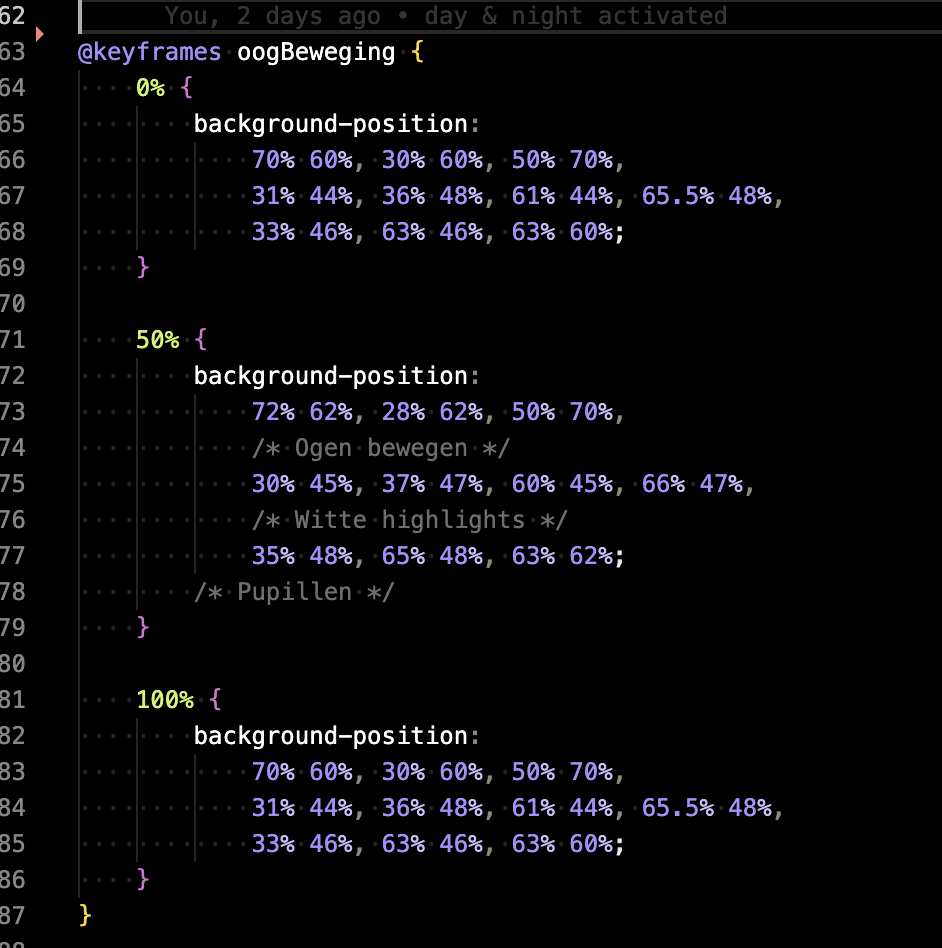 62 You, 2 days ago • day & night activated
63 @keyframes oogBeweging {
64 0% {
65 background-position:
66 70% 60%, 30% 60%, 50% 70%,
67 31% 44%, 36% 48%, 61% 44%, 65.5% 48%,
68 33% 46%, 63% 46%, 63% 60%;
69 }
70
71 50% {
72 background-position:
73 72% 62%, 28% 62%, 50% 70%,
74 /* Ogen bewegen */
75 30% 45%, 37% 47%, 60% 45%, 66% 47%,
76 /* Witte highlights */
77 35% 48%, 65% 48%, 63% 62%;
78 /* Pupillen */
79 }
80
81 100% {
82 background-position:
83 70% 60%, 30% 60%, 50% 70%,
84 31% 44%, 36% 48%, 61% 44%, 65.5% 48%,
85 33% 46%, 63% 46%, 63% 60%;
86 }
87 }